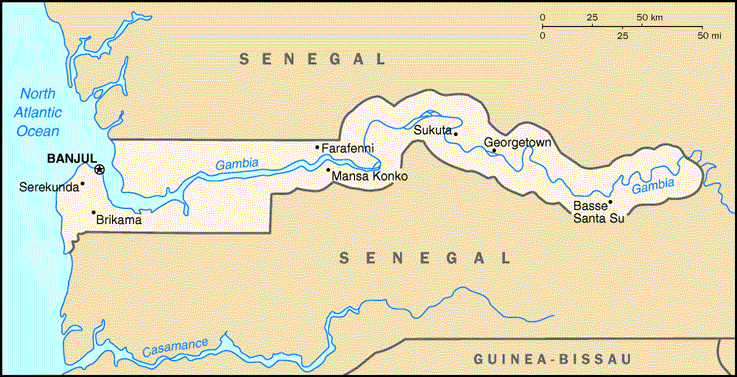 0 25 50 km
0 25 50 mi
SENEGAL
North
Atlantic
Ocean
Sukuta
Farafenni
Georgetown
BANJUL
Gambia
Mansa Konko
Serekunda
Gambia
Basse
Santa Su
Brikama
SENEGAL
Casamance
GUINEA-BISSAU